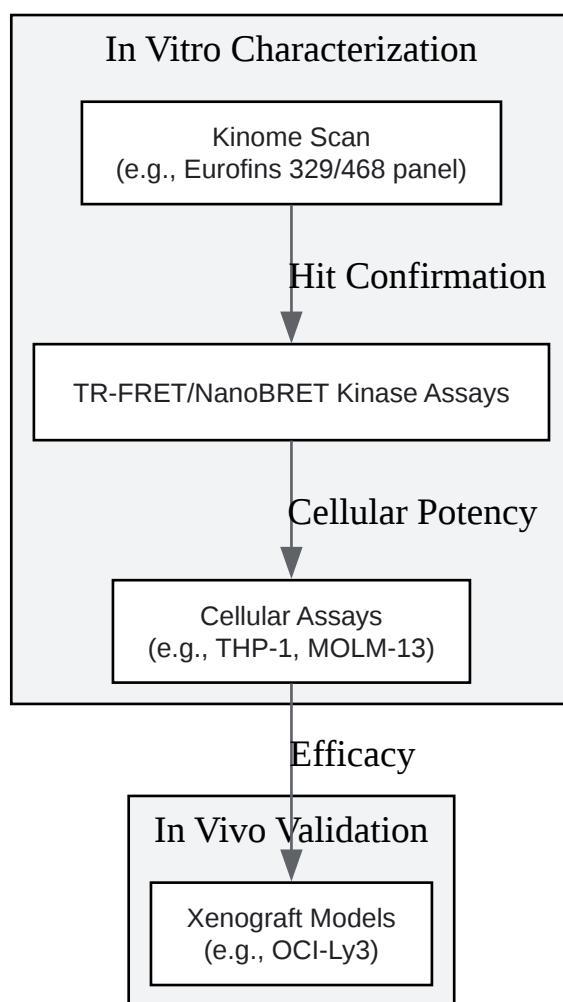 In Vitro Characterization
Kinome Scan
(e.g., Eurofins 329/468 panel)
Hit Confirmation
TR-FRET/NanoBRET Kinase Assays
Cellular Potency
Cellular Assays
(e.g., THP-1, MOLM-13)
Efficacy
In Vivo Validation
Xenograft Models
(e.g., OCI-Ly3)